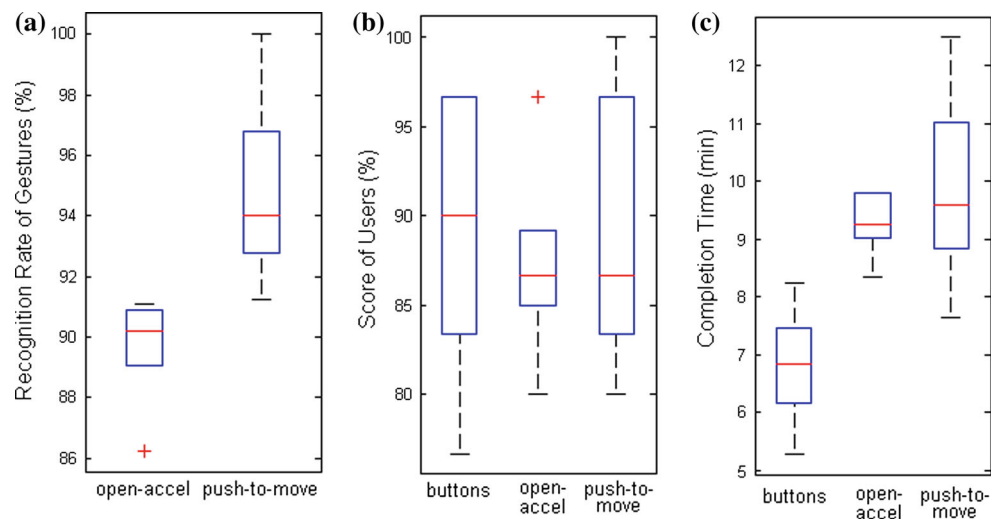 (a)
Recognition Rate of Gestures (%)
100
98
96
94
92
90
88
86
open-accel push-to-move
(b)
Score of Users (%)
100
95
90
85
80
buttons
open-
accel
push-to-
move
(c)
Completion Time (min)
12
11
10
9
8
7
6
5
buttons
open-
accel
push-to-
move